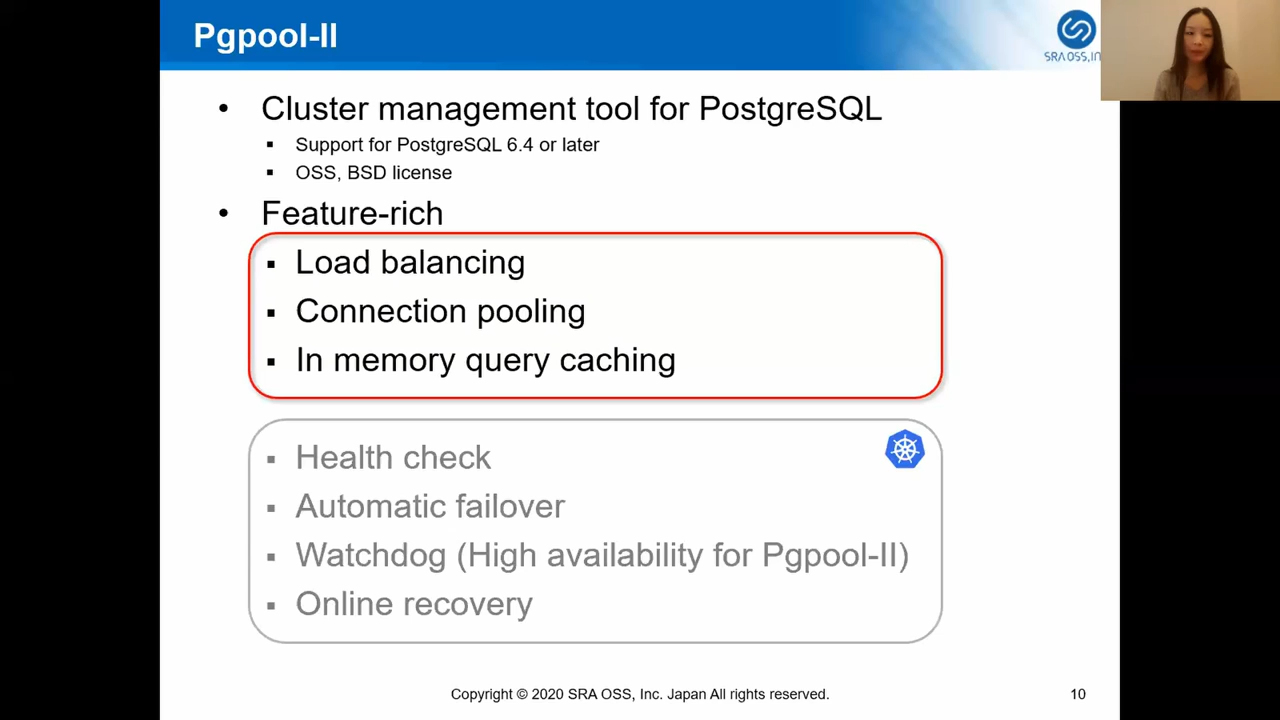 Pgpool-II
SRA OSS, IN
• Cluster management tool for PostgreSQL
▪ Support for PostgreSQL 6.4 or later
▪ OSS, BSD license
• Feature-rich
▪ Load balancing
▪ Connection pooling
▪ In memory query caching
▪ Health check
▪ Automatic failover
▪ Watchdog (High availability for Pgpool-II)
▪ Online recovery
Copyright © 2020 SRA OSS, Inc. Japan All rights reserved.
10